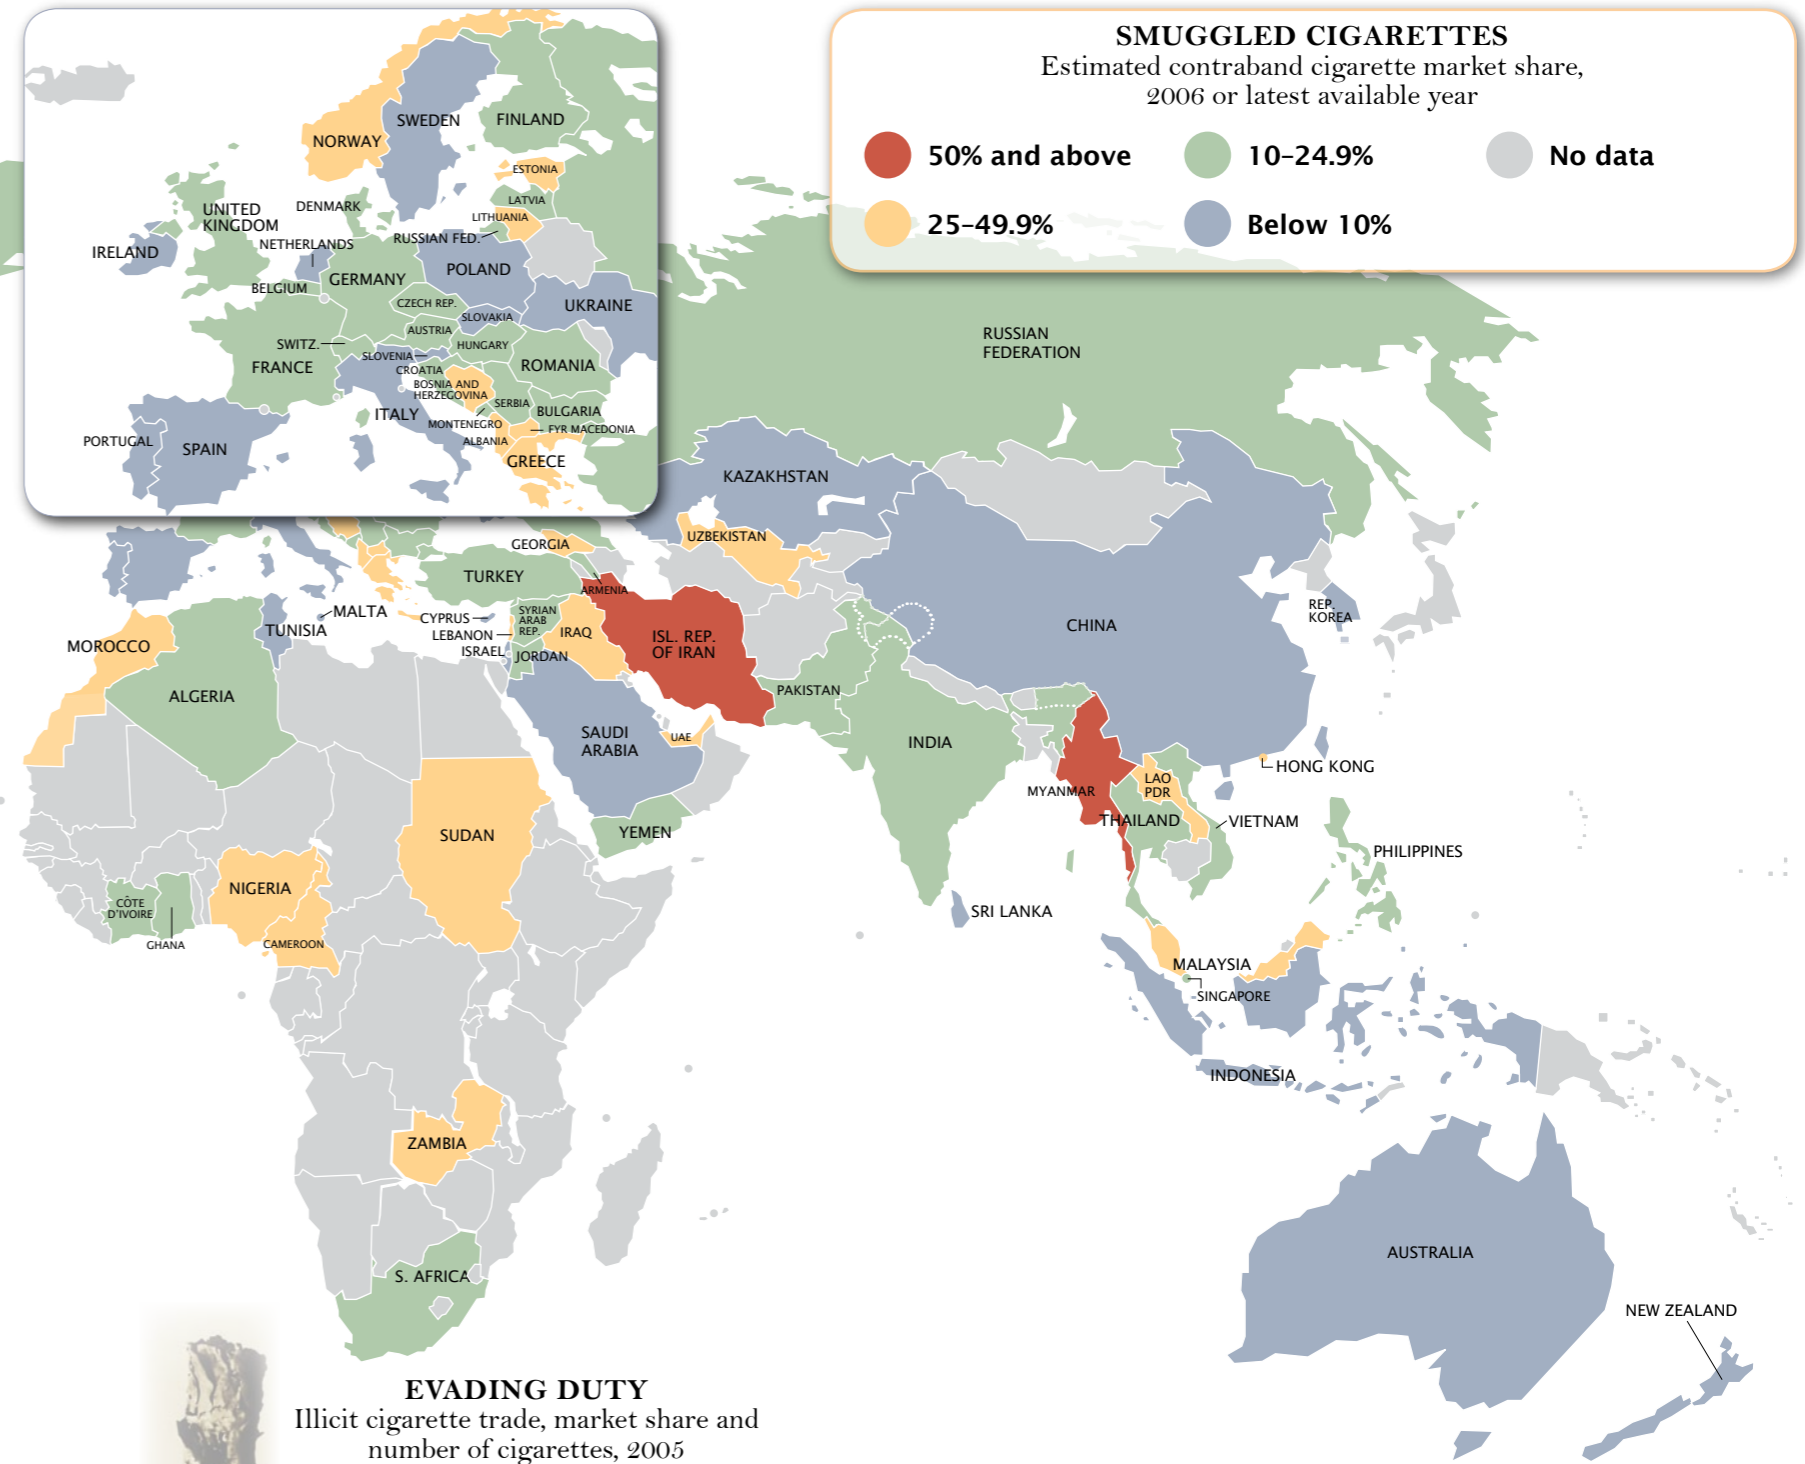 SMUGGLED CIGARETTES
Estimated contraband cigarette market share,
2006 or latest available year
50% and above
10–24.9%
No data
25–49.9%
Below 10%
NORWAY
SWEDEN
FINLAND
ESTONIA
LATVIA
LITHUANIA
RUSSIAN FED.
DENMARK
UNITED
KINGDOM
IRELAND
NETHERLANDS
BELGIUM
GERMANY
POLAND
CZECH REP.
SLOVAKIA
UKRAINE
AUSTRIA
HUNGARY
SWITZ.
SLOVENIA
FRANCE
CROATIA
ROMANIA
BOSNIA AND
HERZEGOVINA
SERBIA
BULGARIA
ITALY
MONTENEGRO
FYR MACEDONIA
ALBANIA
GREECE
PORTUGAL
SPAIN
RUSSIAN
FEDERATION
KAZAKHSTAN
UZBEKISTAN
GEORGIA
TURKEY
ARMENIA
MALTA
TUNISIA
CYPRUS
LEBANON
ISRAEL
SYRIAN
ARAB
REP.
IRAQ
JORDAN
ISL. REP.
OF IRAN
MOROCCO
ALGERIA
PAKISTAN
CHINA
REP.
KOREA
SAUDI
ARABIA
UAE
INDIA
HONG KONG
LAO
PDR
MYANMAR
THAILAND
VIETNAM
YEMEN
SUDAN
PHILIPPINES
NIGERIA
CÔTE
D'IVOIRE
GHANA
CAMEROON
SRI LANKA
MALAYSIA
SINGAPORE
INDONESIA
ZAMBIA
S. AFRICA
AUSTRALIA
NEW ZEALAND
EVADING DUTY
Illicit cigarette trade, market share and
number of cigarettes, 2005